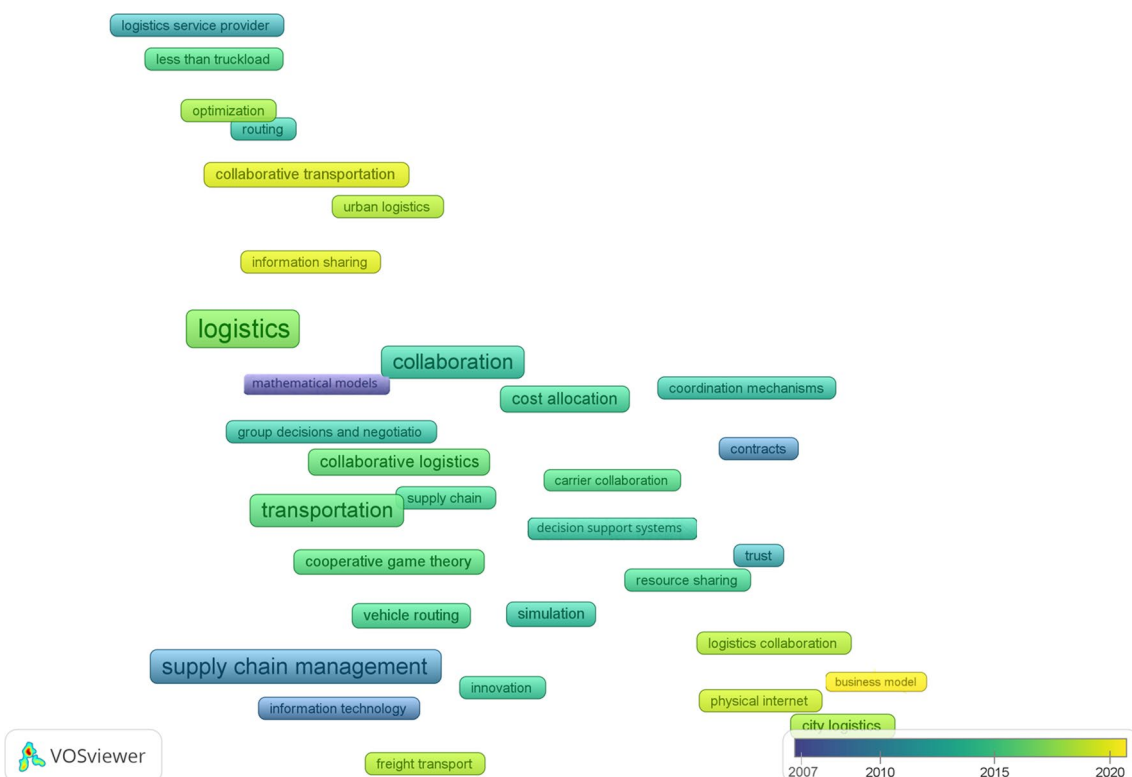 logistics service provider
less than truckload
optimization
routing
collaborative transportation
urban logistics
information sharing
logistics
collaboration
mathematical models
coordination mechanisms
cost allocation
group decisions and negotiatio
contracts
collaborative logistics
carrier collaboration
supply chain
transportation
decision support systems
trust
cooperative game theory
resource sharing
simulation
vehicle routing
logistics collaboration
supply chain management
business model
innovation
physical internet
information technology
city logistics
VOSviewer
freight transport
2007 2010 2015 2020